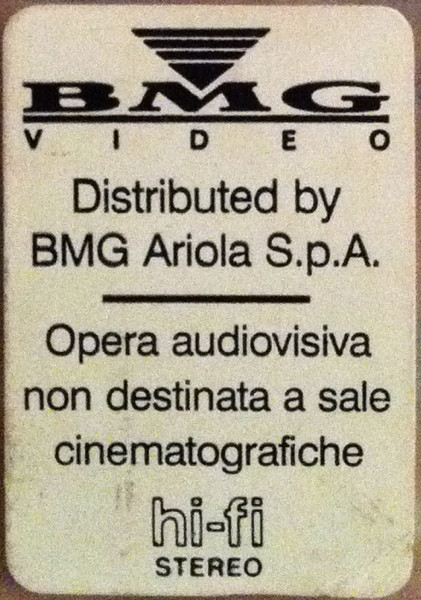 BMG
VIDEO
Distributed by
BMG Ariola S.p.A.
Opera audiovisiva
non destinata a sale
cinematografiche
hi-fi
STEREO